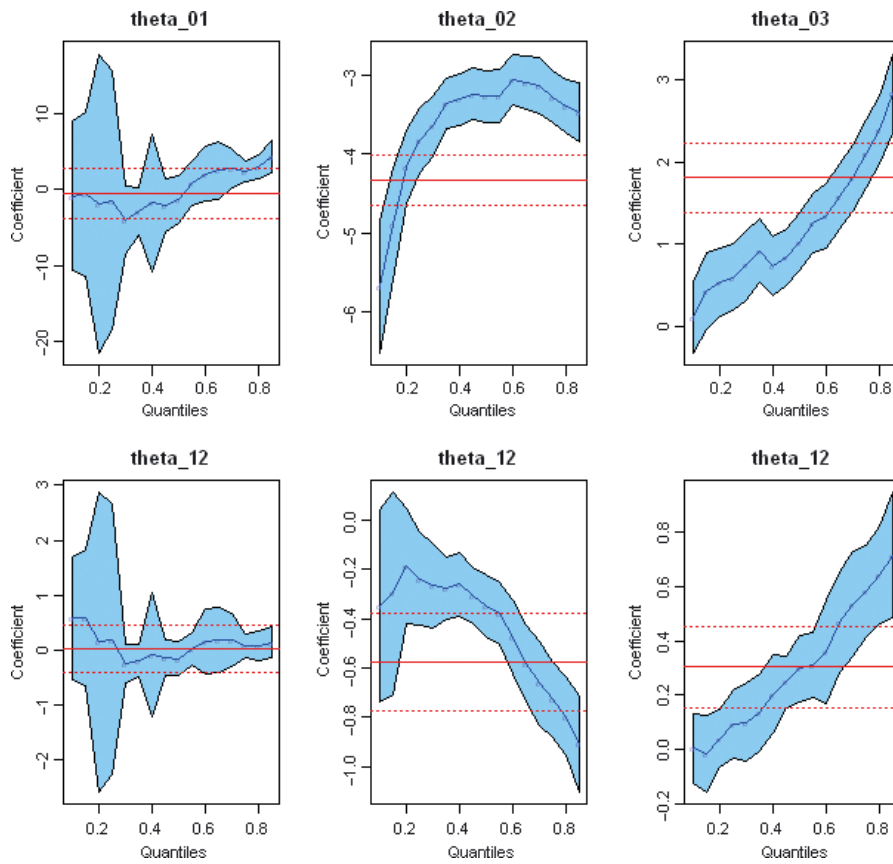 theta_01
theta_02
theta_03
Coefficient
10
0
−10
−20
Coefficient
−3
−4
−5
−6
Coefficient
3
2
1
0
0.2 0.4 0.6 0.8
0.2 0.4 0.6 0.8
0.2 0.4 0.6 0.8
Quantiles
Quantiles
Quantiles
theta_12
theta_12
theta_12
Coefficient
3
2
1
0
−1
−2
Coefficient
0.0
−0.2
−0.4
−0.6
−0.8
−1.0
Coefficient
0.8
0.6
0.4
0.2
0.0
−0.2
0.2 0.4 0.6 0.8
0.2 0.4 0.6 0.8
0.2 0.4 0.6 0.8
Quantiles
Quantiles
Quantiles